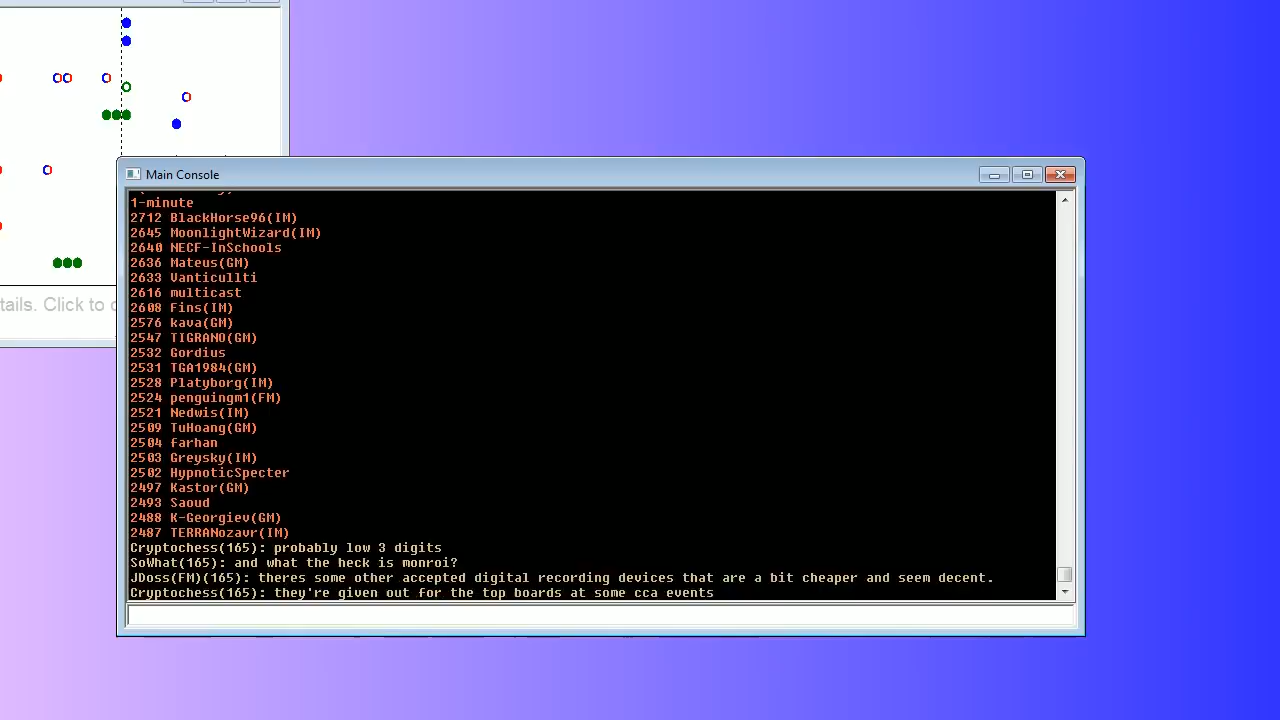 Main Console
1-minute
2712 BlackHorse96(IM)
2645 MoonlightWizard(IM)
2640 NECF-InSchools
2636 Mateus(GM)
2633 Vanticullti
2616 multicast
2608 Fins(IM)
2576 kava(GM)
2547 TIGRANO(GM)
2532 Gordius
2531 TGA1984(GM)
2528 Platyborg(IM)
2524 penguingm1(FM)
2521 Nedwis(IM)
2509 TuHoang(GM)
2504 farhan
2503 Greysky(IM)
2502 HypnoticSpecter
2497 Kastor(GM)
2493 Saoud
2488 K-Georgiev(GM)
2487 TERRANozavr(IM)
Cryptochess(165): probably low 3 digits
SoWhat(165): and what the heck is monroi?
JDoss(FM)(165): theres some other accepted digital recording devices that are a bit cheaper and seem decent.
Cryptochess(165): they're given out for the top boards at some cca events
tails. Click to